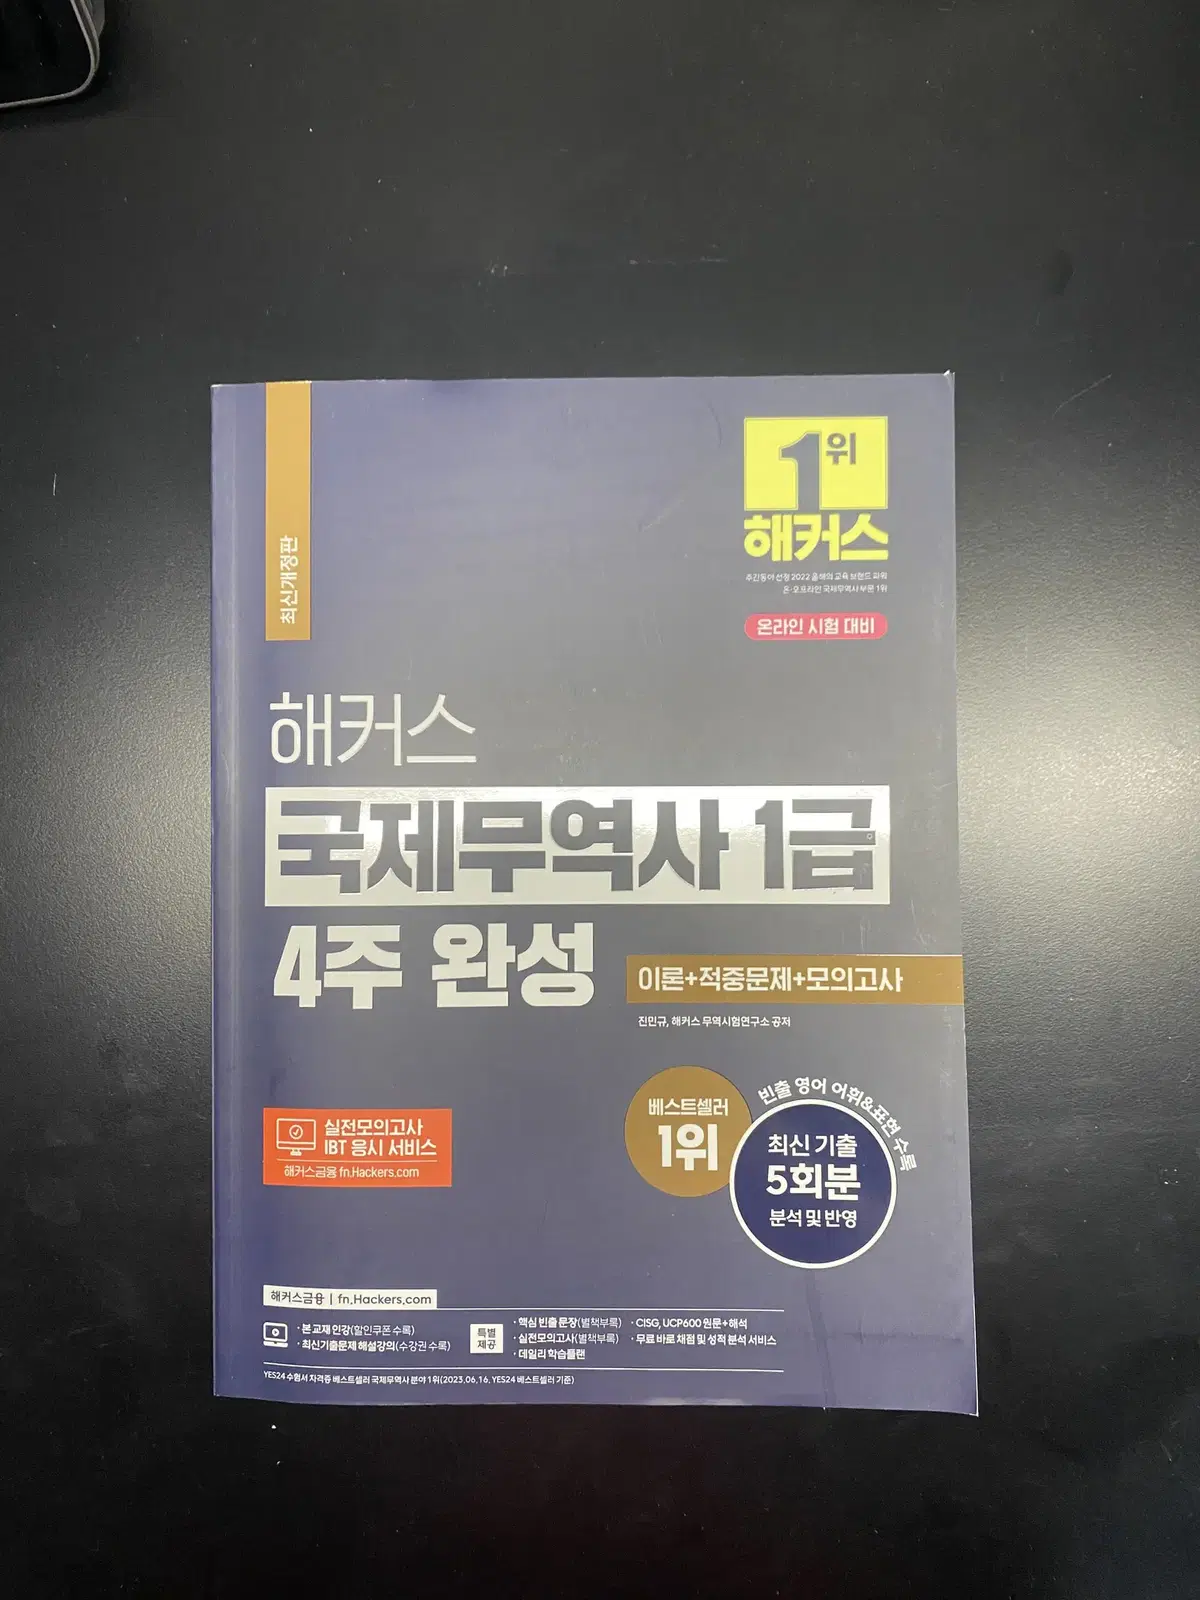 최신개정판
1위
해커스
주간동아 선정 2022 올해의 교육 브랜드 파워
온·오프라인 국제무역사 부문 1위
온라인 시험 대비
해커스
국제무역사 1급
4주 완성
이론+적중문제+모의고사
진민규, 해커스 무역시험연구소 공저
베스트셀러
1위
빈출 영어 어휘&표현 수록
최신 기출
5회분
분석 및 반영
실전모의고사
IBT 응시 서비스
해커스금융 fn.Hackers.com
해커스금융 | fn.Hackers.com
· 본 교재 인강(할인쿠폰 수록)
· 최신기출문제 해설강의(수강권 수록)
특별
제공
· 핵심 빈출 문장(별책부록)
· 실전모의고사(별책부록)
· 데일리 학습플랜
· CISG, UCP600 원문+해석
· 무료 바로 채점 및 성적 분석 서비스
YES24 수험서 자격증 베스트셀러 국제무역사 분야 1위(2023.06.16. YES24 베스트셀러 기준)